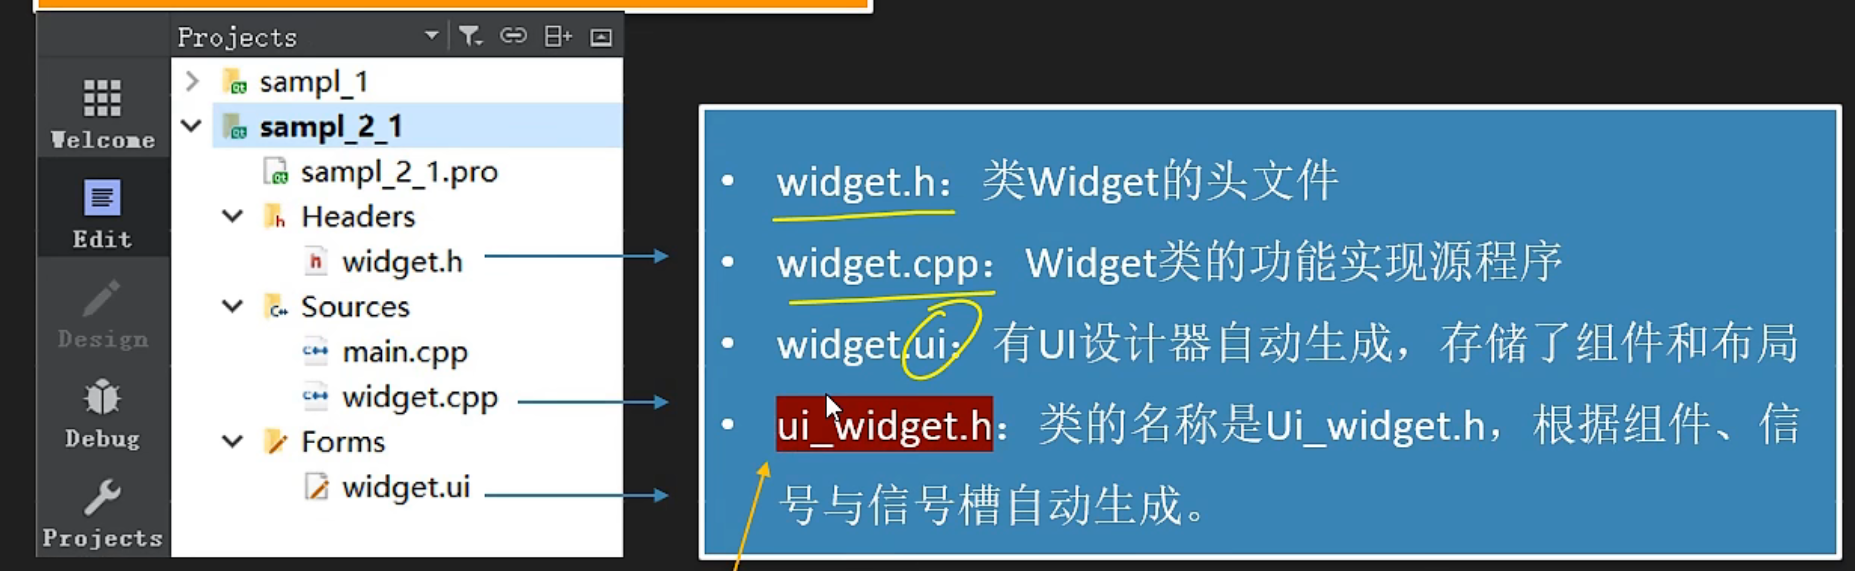 Projects
sampl_1
sampl_2_1
sampl_2_1.pro
Headers
widget.h
Sources
main.cpp
widget.cpp
Forms
widget.ui
Welcome
Edit
Design
Debug
Projects
• widget.h：类Widget的头文件
• widget.cpp：Widget类的功能实现源程序
• widget.ui：有UI设计器自动生成，存储了组件和布局
• ui_widget.h：类的名称是Ui_widget.h，根据组件、信
号与信号槽自动生成。